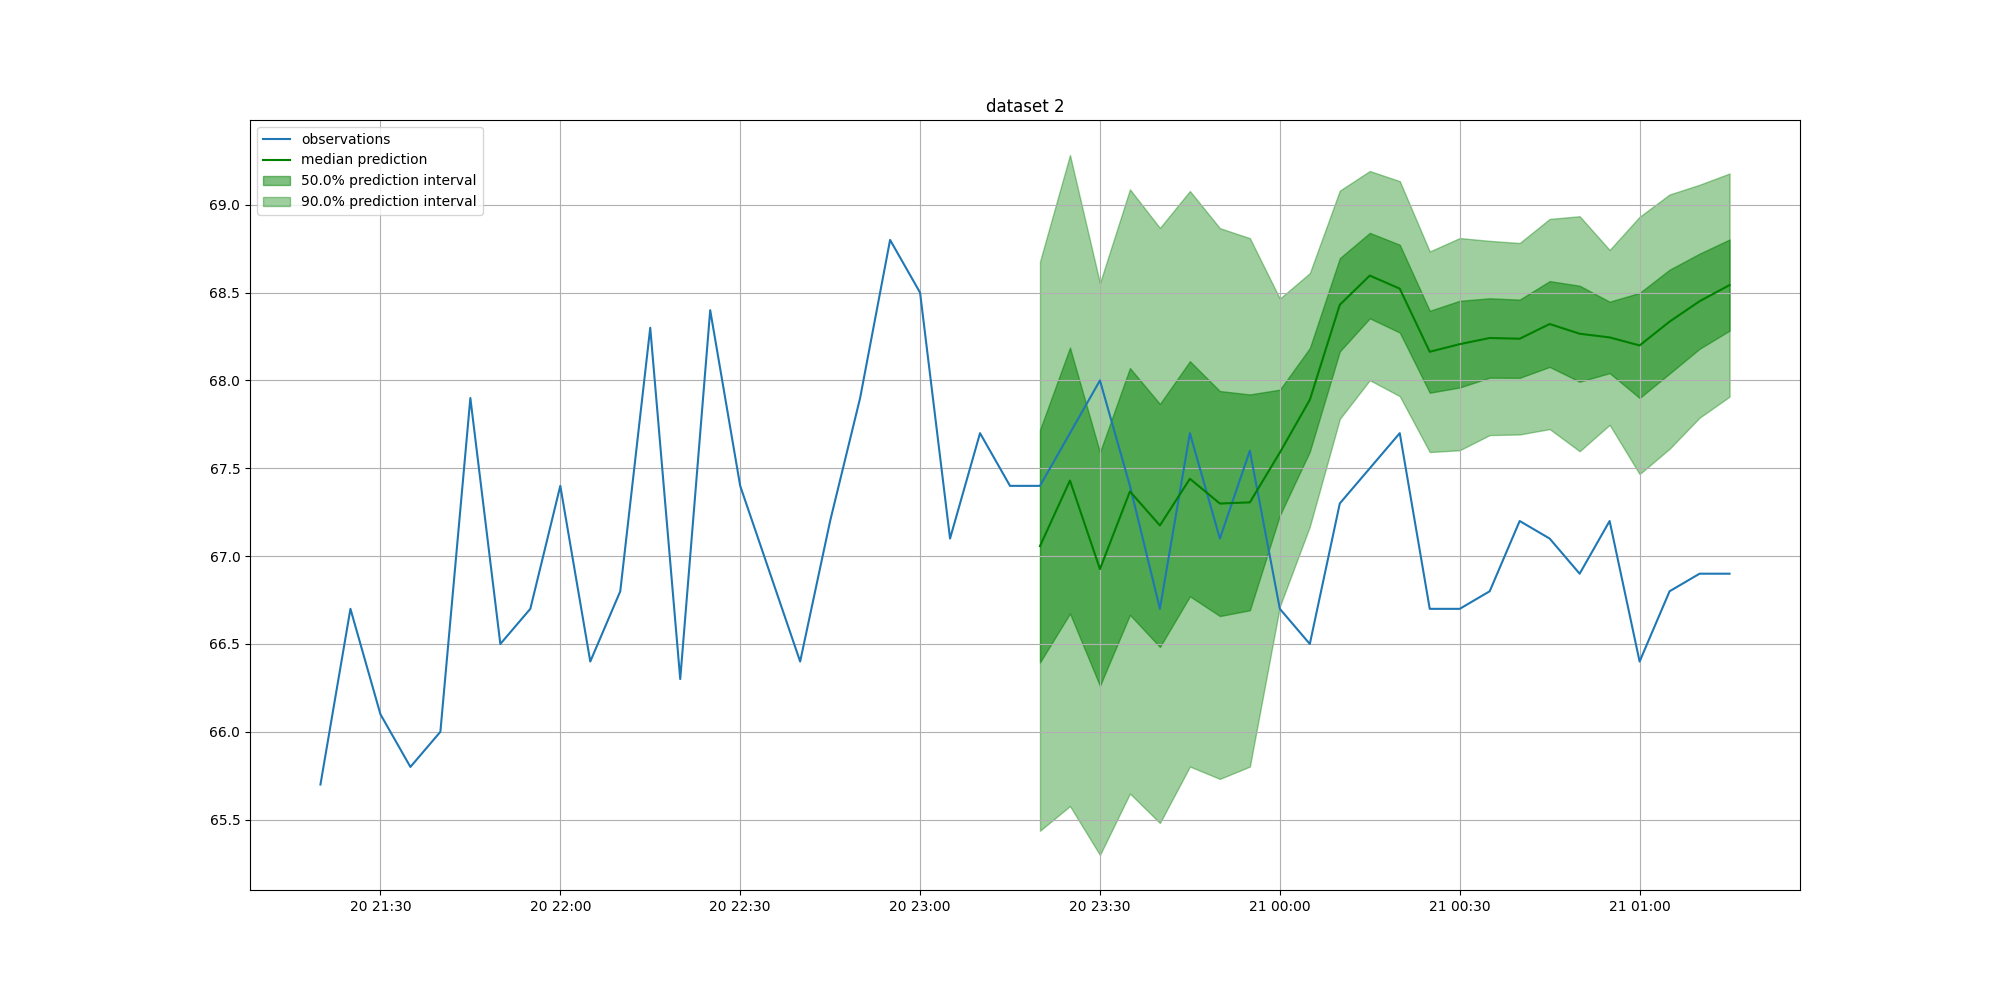 dataset 2
observations
median prediction
50.0% prediction interval
90.0% prediction interval
69.0
68.5
68.0
67.5
67.0
66.5
66.0
65.5
20 21:30 20 22:00 20 22:30 20 23:00 20 23:30 21 00:00 21 00:30 21 01:00